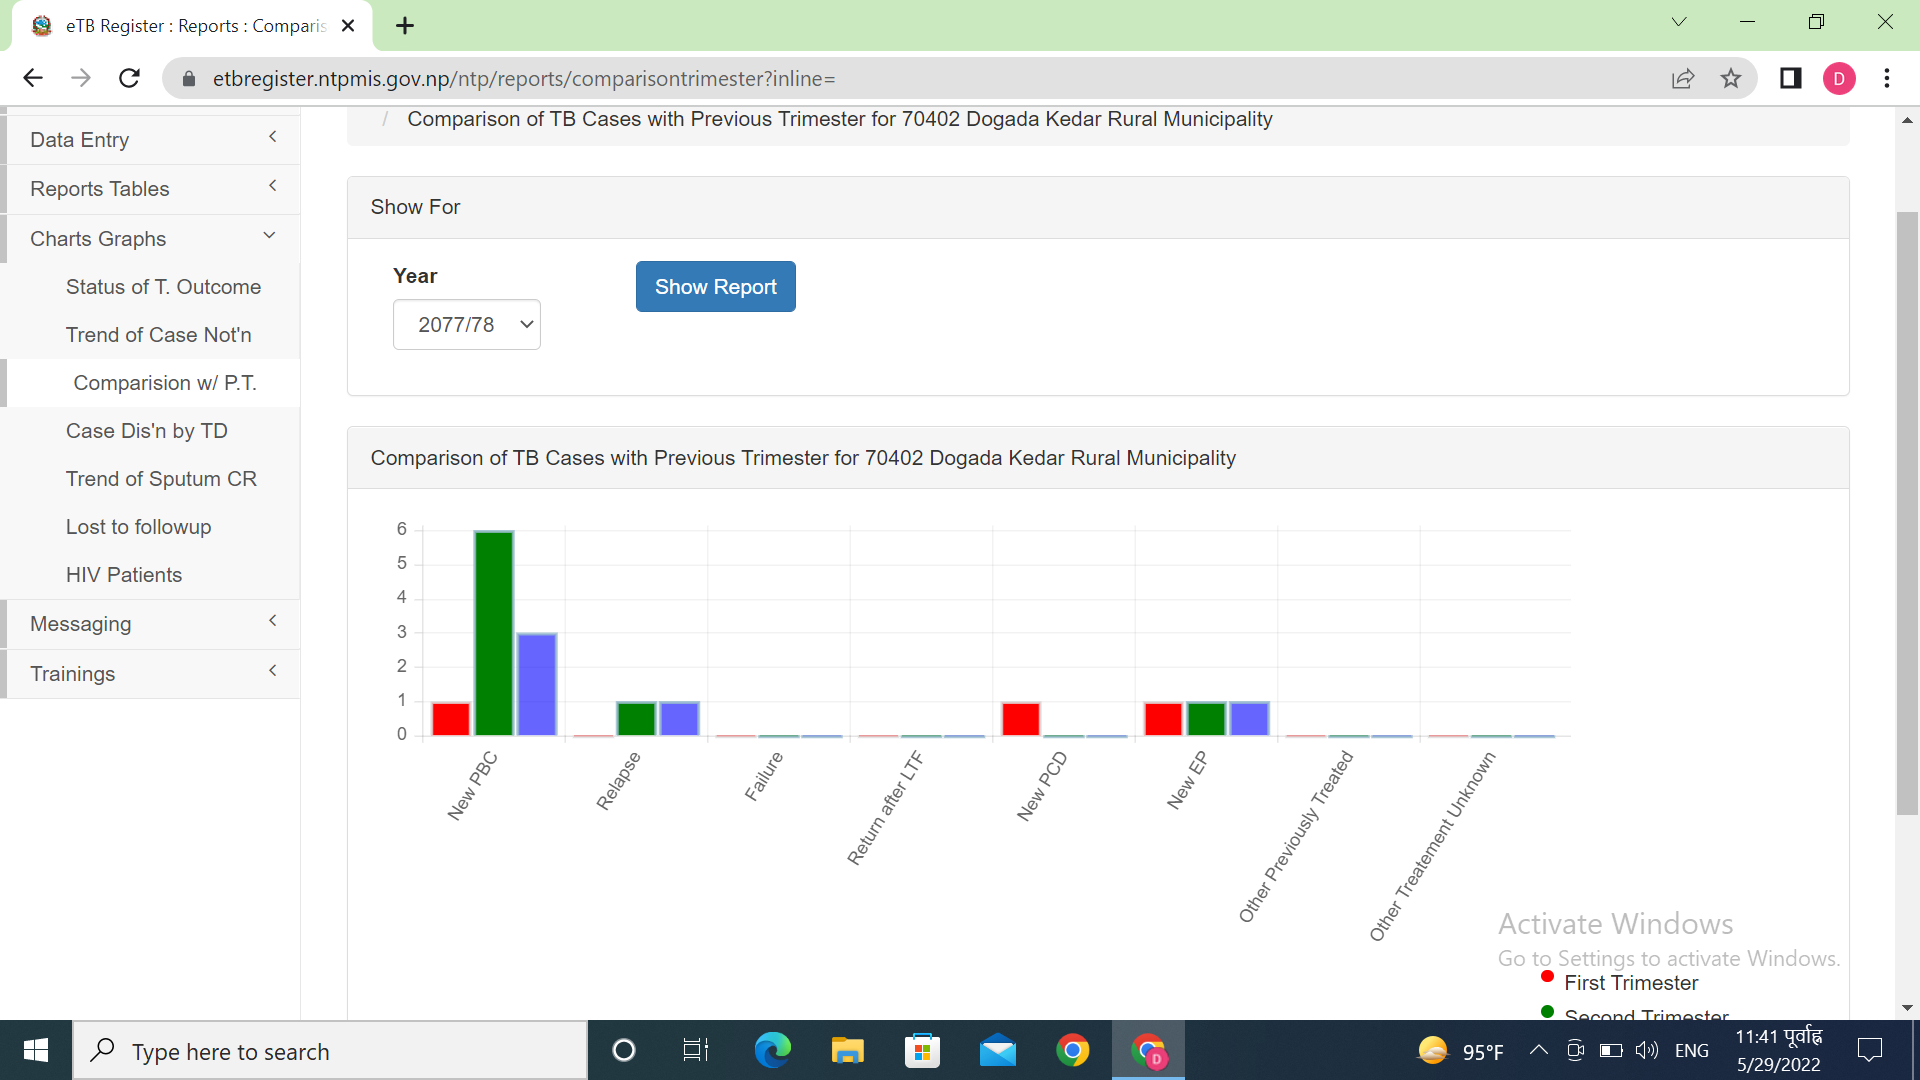 eTB Register : Reports : Comparis
etbregister.ntpmis.gov.np/ntp/reports/comparisontrimester?inline=
D
/ Comparison of TB Cases with Previous Trimester for 70402 Dogada Kedar Rural Municipality
Data Entry
Reports Tables
Charts Graphs
Status of T. Outcome
Trend of Case Not'n
Comparision w/ P.T.
Case Dis'n by TD
Trend of Sputum CR
Lost to followup
HIV Patients
Messaging
Trainings
Show For
Year
2077/78
Show Report
Comparison of TB Cases with Previous Trimester for 70402 Dogada Kedar Rural Municipality
6
5
4
3
2
1
0
New PBC
Relapse
Failure
Return after LTF
New PCD
New EP
Other Previously Treated
Other Treatement Unknown
Activate Windows
Go to Settings to activate Windows.
First Trimester
Second Trimester
Type here to search
D
95°F
ENG
11:41 पूर्वाह्न
5/29/2022